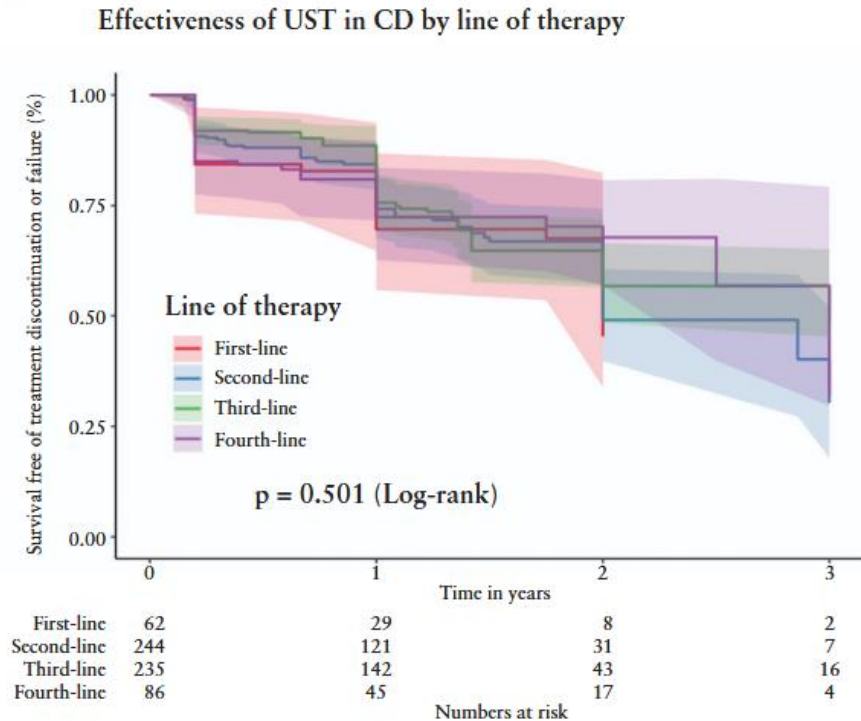 Effectiveness of UST in CD by line of therapy
Survival free of treatment discontinuation or failure (%)
1.00
0.75
0.50
0.25
0.00
Line of therapy
First-line
Second-line
Third-line
Fourth-line
p = 0.501 (Log-rank)
0 1 2 3
Time in years
First-line 62 29 8 2
Second-line 244 121 31 7
Third-line 235 142 43 16
Fourth-line 86 45 17 4
Numbers at risk